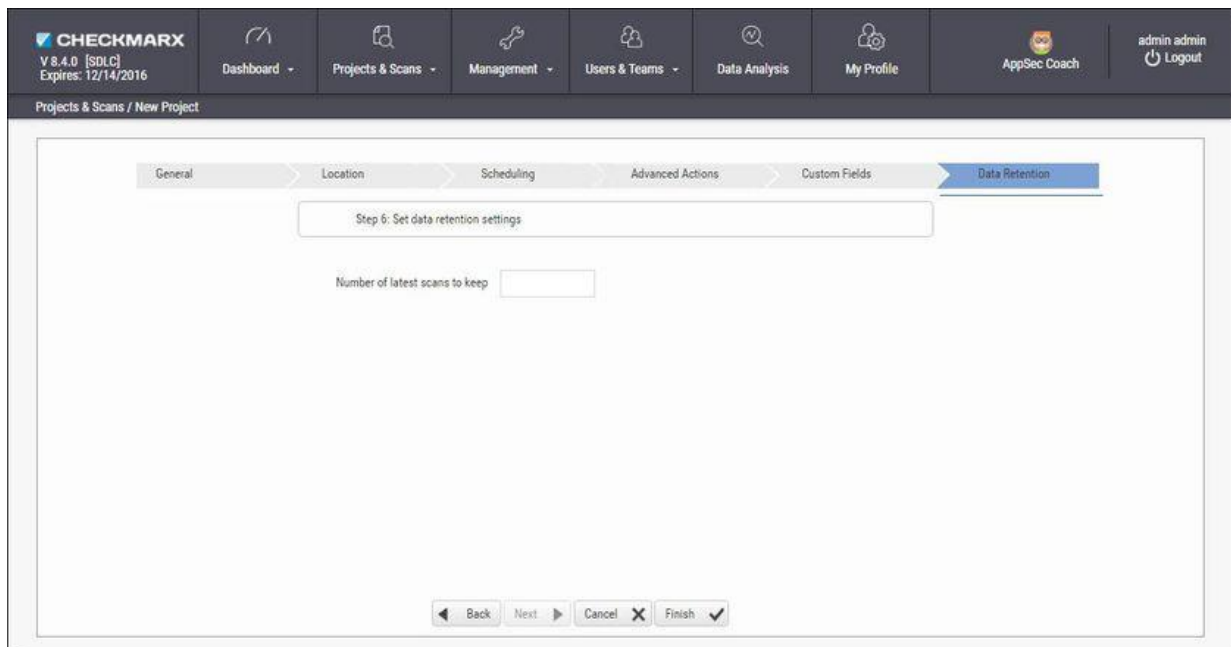 CHECKMARX
V 8.4.0 [SDLC]
Expires: 12/14/2016
Dashboard
Projects & Scans
Management
Users & Teams
Data Analysis
My Profile
AppSec Coach
admin admin
Logout
Projects & Scans / New Project
General
Location
Scheduling
Advanced Actions
Custom Fields
Data Retention
Step 6: Set data retention settings
Number of latest scans to keep
Back
Next
Cancel
Finish